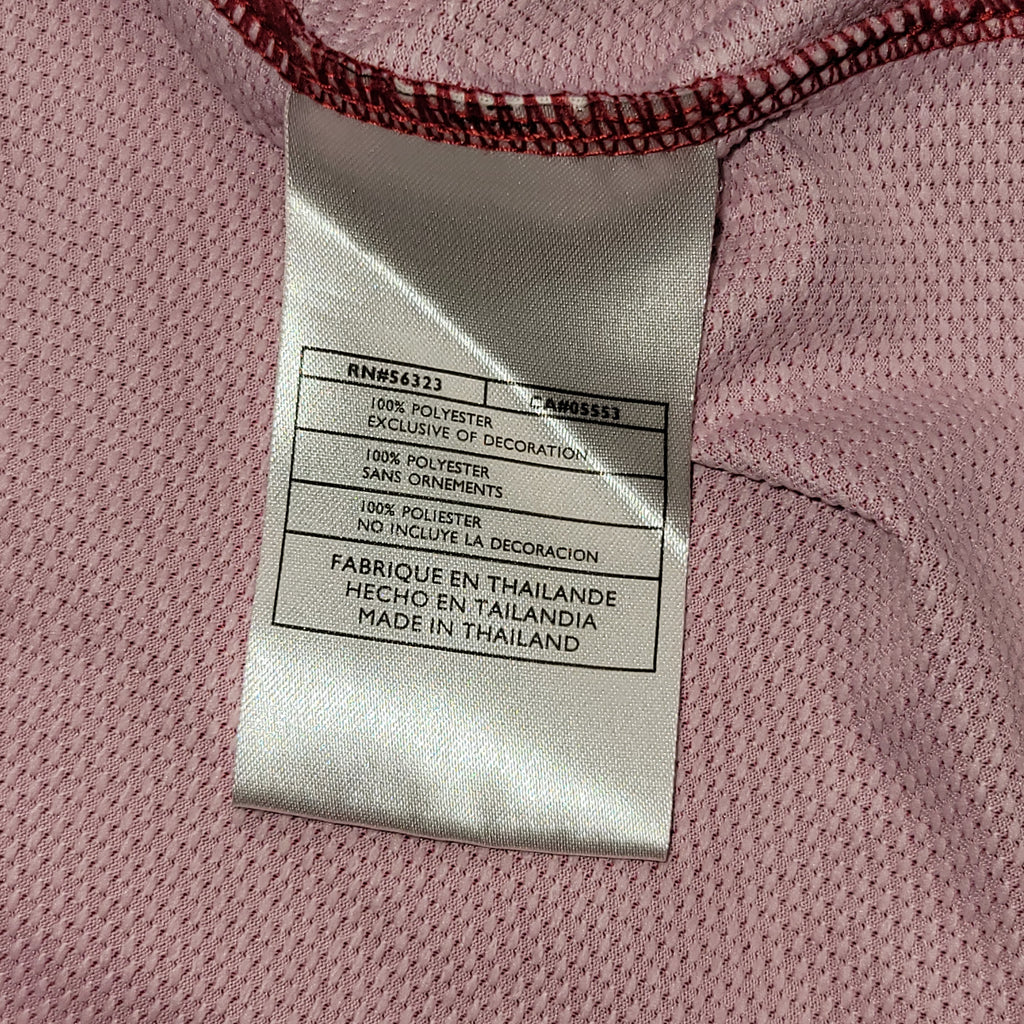 RN#56323 CA#05553
100% POLYESTER
EXCLUSIVE OF DECORATION
100% POLYESTER
SANS ORNEMENTS
100% POLIESTER
NO INCLUYE LA DECORACION
FABRIQUE EN THAILANDE
HECHO EN TAILANDIA
MADE IN THAILAND